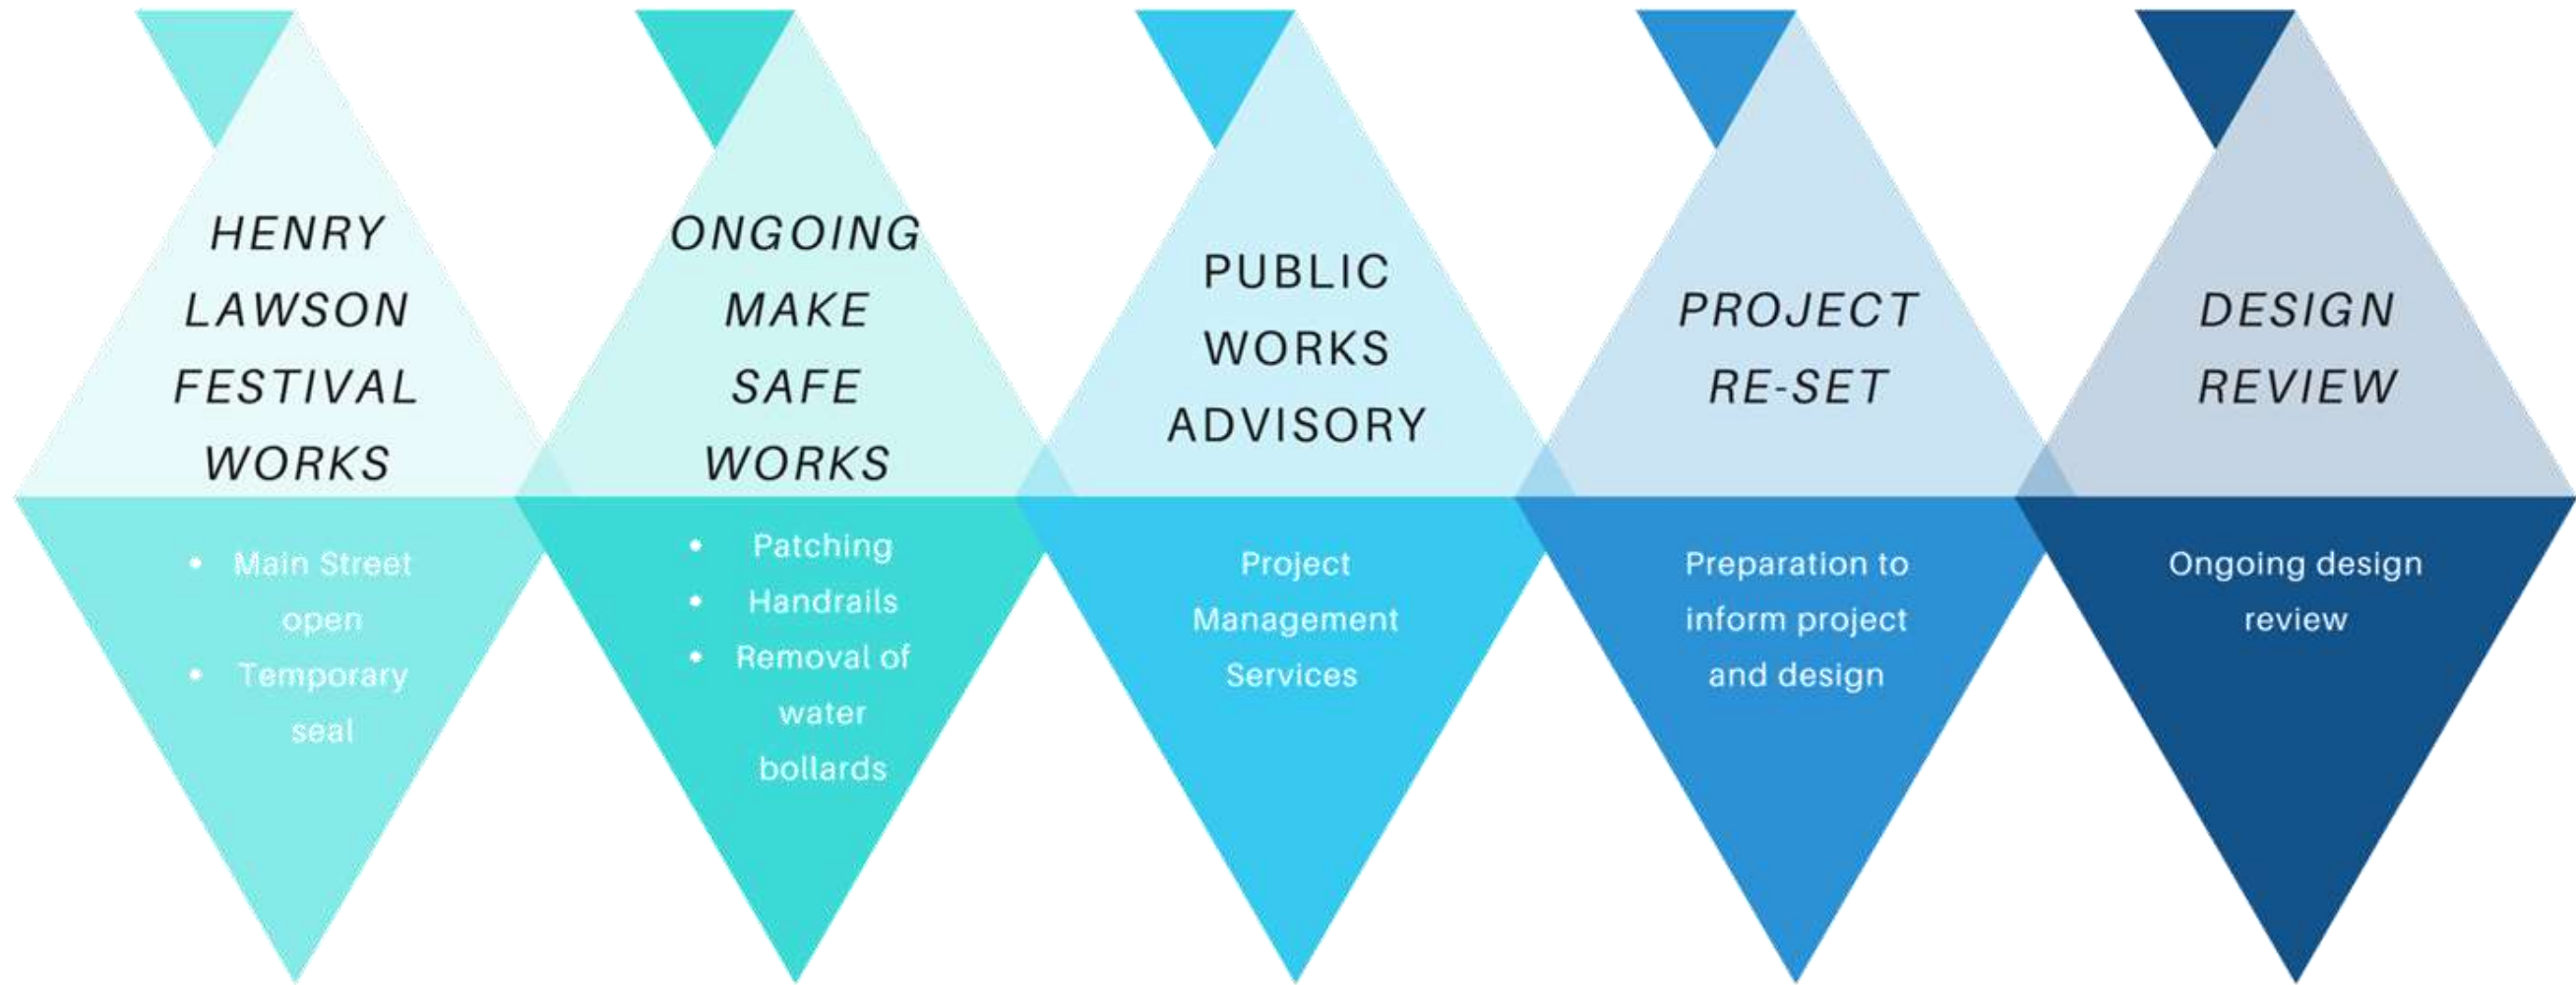 HENRY
LAWSON
FESTIVAL
WORKS
• Main Street
open
• Temporary
seal
ONGOING
MAKE
SAFE
WORKS
• Patching
• Handrails
• Removal of
water
bollards
PUBLIC
WORKS
ADVISORY
Project
Management
Services
PROJECT
RE-SET
Preparation to
inform project
and design
DESIGN
REVIEW
Ongoing design
review